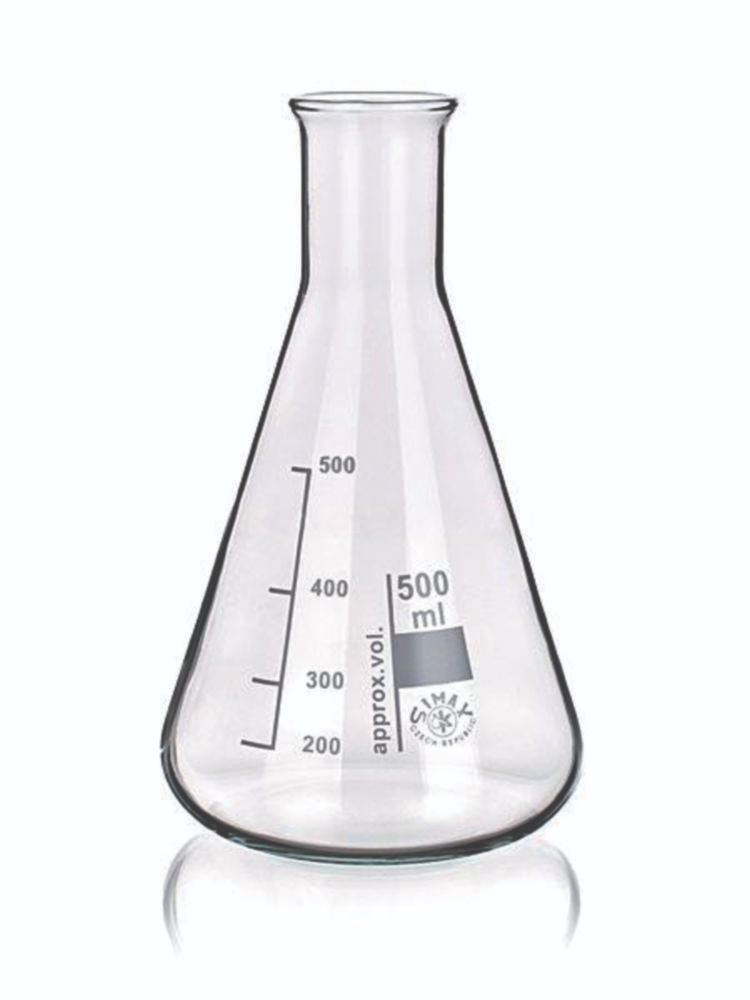 500
400
300
200
approx.vol.
500
ml
SIMAX
CZECH REPUBLIC